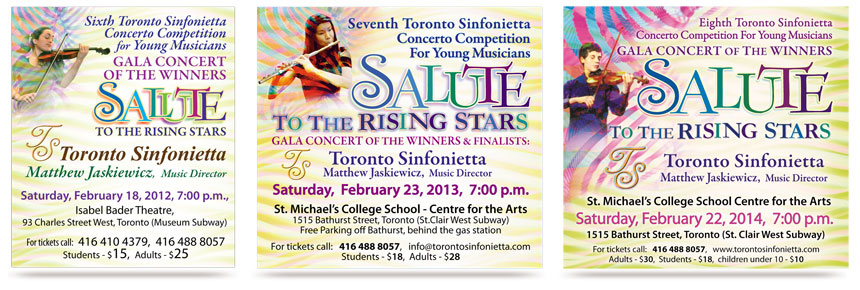 Sixth Toronto Sinfonietta
Concerto Competition
for Young Musicians
GALA CONCERT
OF THE WINNERS
SALUTE
TO THE RISING STARS
TS Toronto Sinfonietta
Matthew Jaskiewicz, Music Director
Saturday, February 18, 2012, 7:00 p.m.,
Isabel Bader Theatre,
93 Charles Street West, Toronto (Museum Subway)
For tickets call: 416 410 4379, 416 488 8057
Students - $15, Adults - $25
Seventh Toronto Sinfonietta
Concerto Competition
For Young Musicians
SALUTE
TO THE RISING STARS
GALA CONCERT OF THE WINNERS & FINALISTS:
TS Toronto Sinfonietta
Matthew Jaskiewicz, Music Director
Saturday, February 23, 2013, 7:00 p.m.
St. Michael's College School - Centre for the Arts
1515 Bathurst Street, Toronto (St.Clair West Subway)
Free Parking off Bathurst, behind the gas station
For tickets call: 416 488 8057, info@torontosinfonietta.com
Students - $18, Adults - $28
Eighth Toronto Sinfonietta
Concerto Competition For Young Musicians
GALA CONCERT OF THE WINNERS
SALUTE
TO THE RISING STARS
TS Toronto Sinfonietta
Matthew Jaskiewicz, Music Director
St. Michael's College School Centre for the Arts
Saturday, February 22, 2014, 7:00 p.m.
1515 Bathurst Street, Toronto (St. Clair West Subway)
For tickets call: 416 488 8057, www.torontosinfonietta.com
Adults - $30, Students - $18, children under 10 - $10